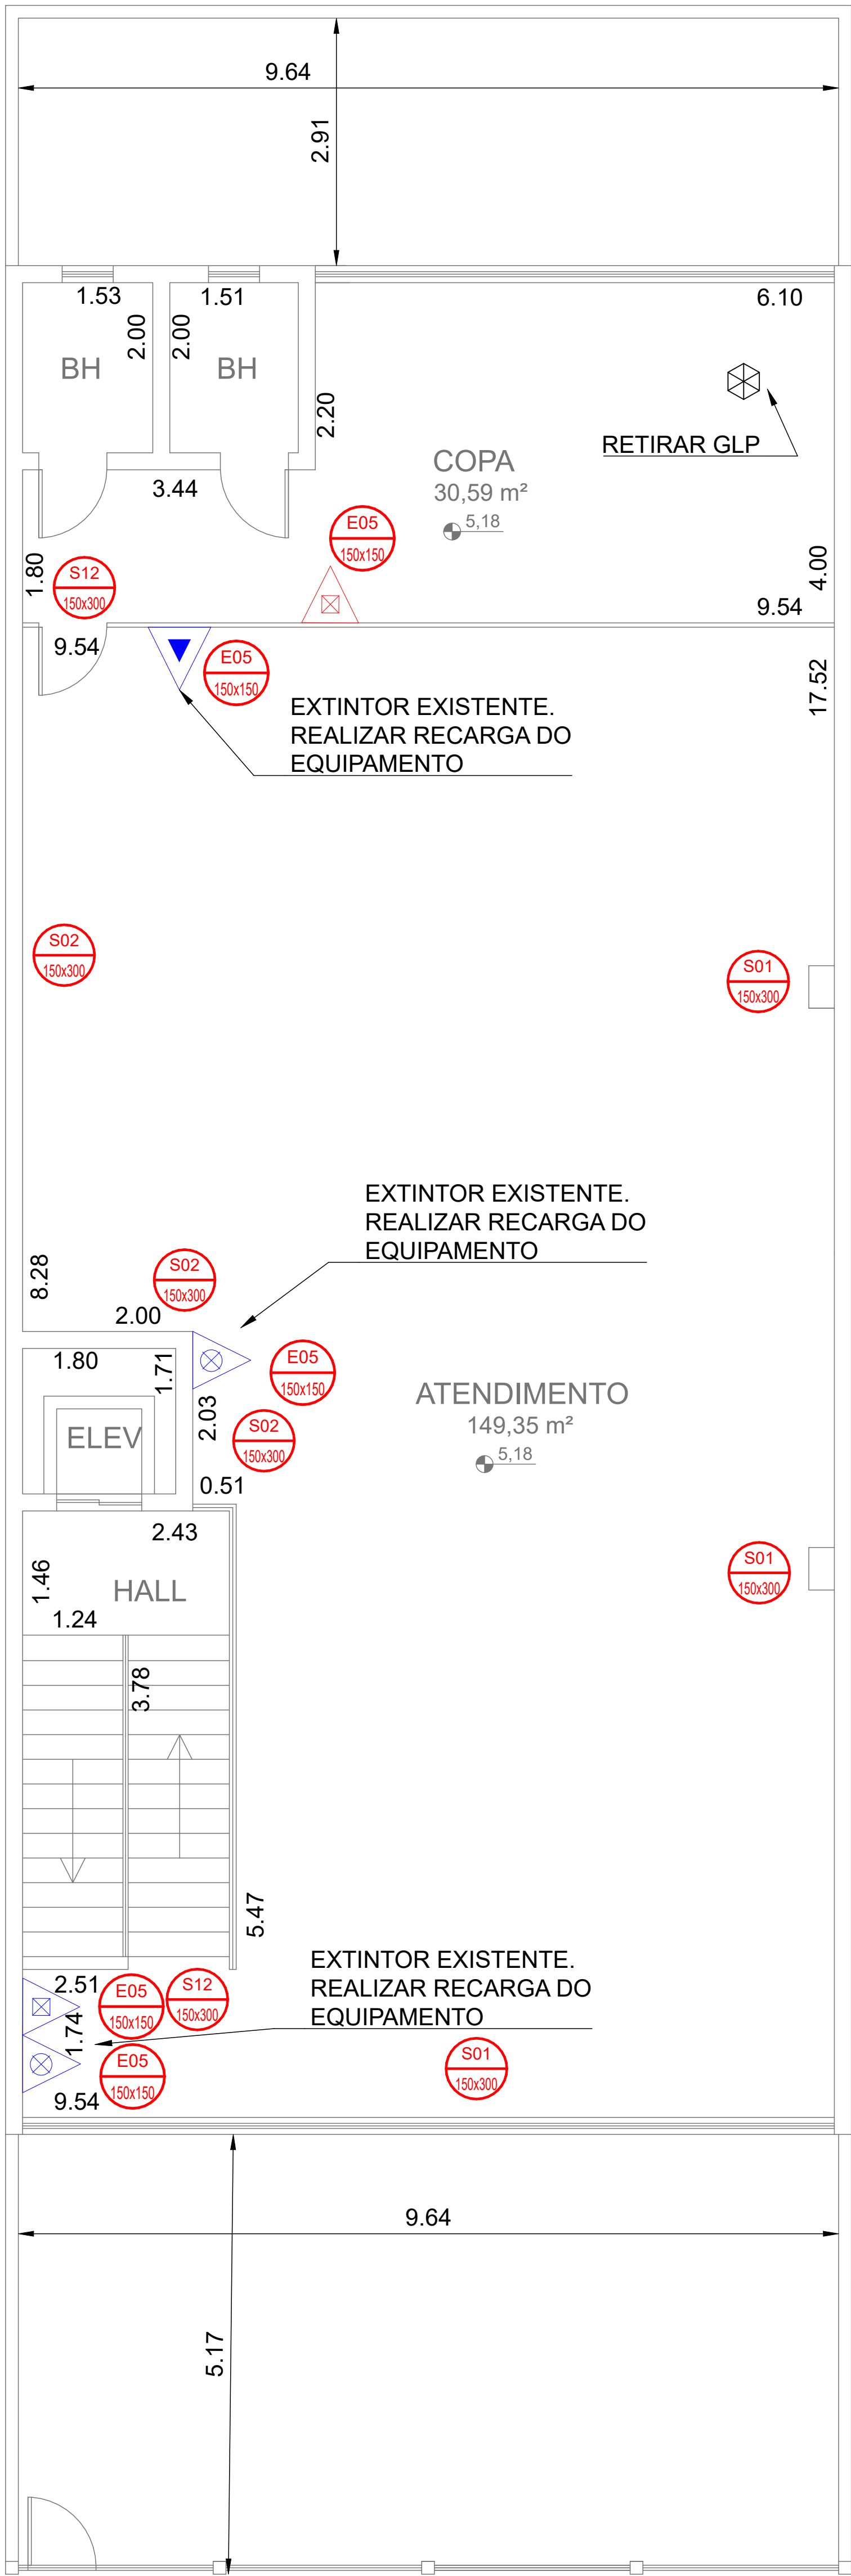 9.64
2.91
1.53
1.51
6.10
2.00
2.00
BH
BH
2.20
RETIRAR GLP
COPA
30,59 m²
5,18
3.44
E05
150x150
1.80
S12
150x300
4.00
9.54
9.54
E05
150x150
17.52
EXTINTOR EXISTENTE.
REALIZAR RECARGA DO
EQUIPAMENTO
S02
150x300
S01
150x300
EXTINTOR EXISTENTE.
REALIZAR RECARGA DO
EQUIPAMENTO
8.28
S02
150x300
2.00
1.80
1.71
E05
150x150
ATENDIMENTO
149,35 m²
5,18
2.03
S02
150x300
ELEV
0.51
2.43
1.46
HALL
S01
150x300
1.24
3.78
5.47
EXTINTOR EXISTENTE.
REALIZAR RECARGA DO
EQUIPAMENTO
2.51
E05
150x150
S12
150x300
1.74
E05
150x150
S01
150x300
9.54
9.64
5.17